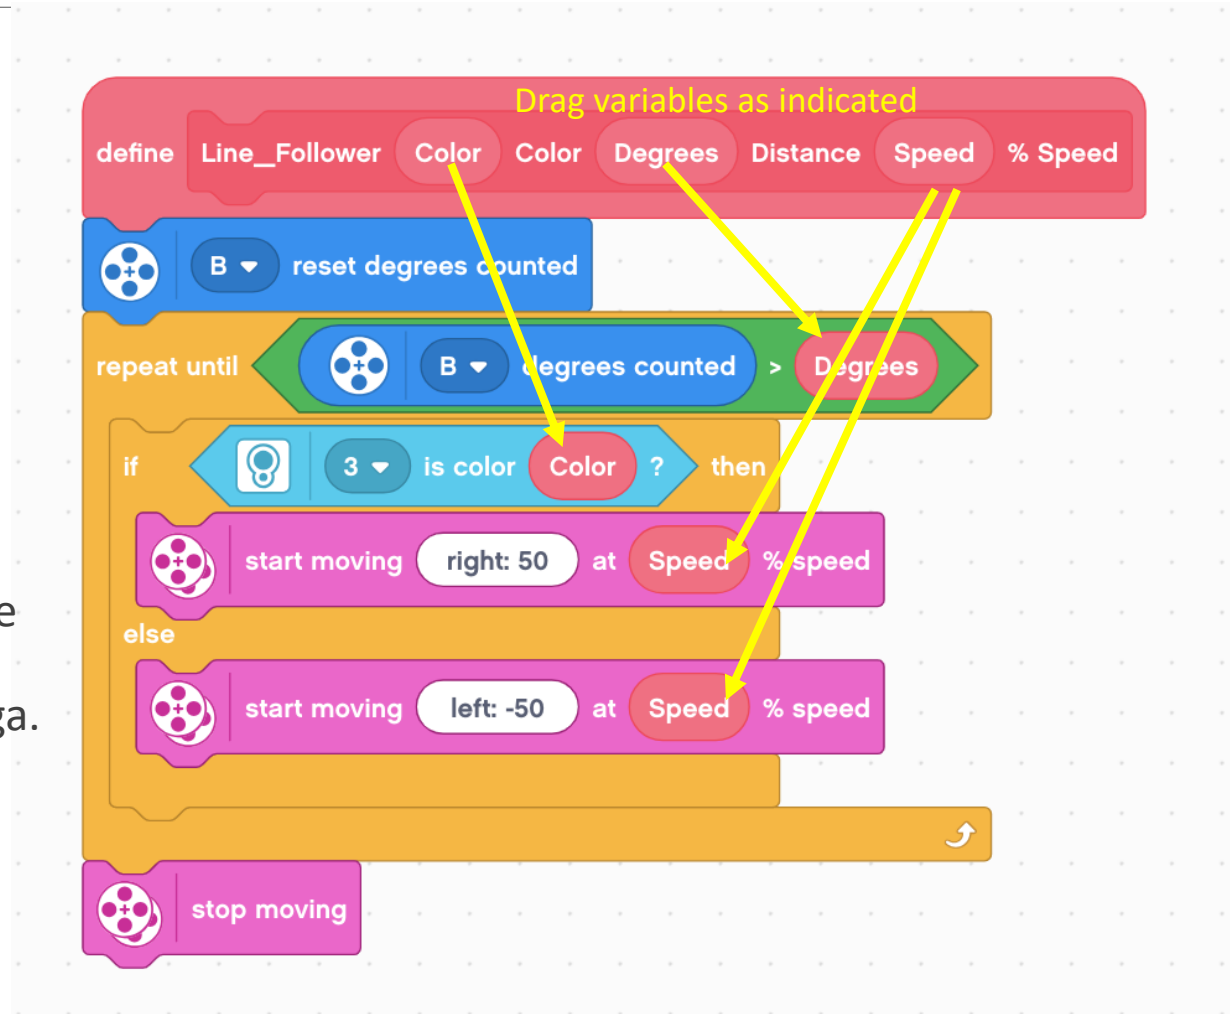 Drag variables as indicated
define Line_Follower Color Color Degrees Distance Speed % Speed
B reset degrees counted
repeat until B degrees counted > Degrees
if 3 is color Color ? then
start moving right: 50 at Speed % speed
e
else
start moving left: -50 at Speed % speed
ga.
stop moving